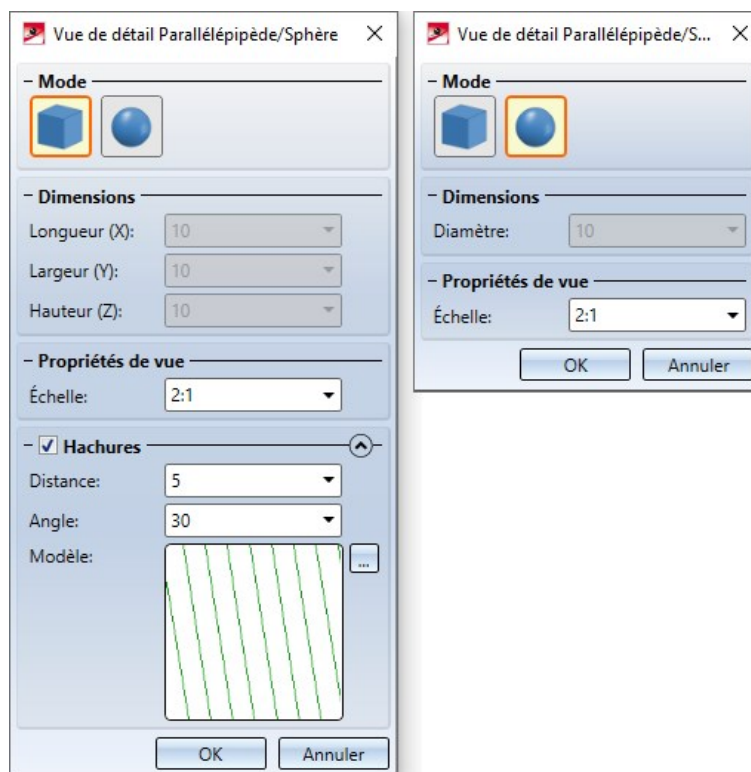 Vue de détail Parallélépipède/Sphère
Mode
Dimensions
Longueur (X): 10
Largeur (Y): 10
Hauteur (Z): 10
Propriétés de vue
Échelle: 2:1
Hachures
Distance: 5
Angle: 30
Modèle: ...
OK Annuler
Vue de détail Parallélépipède/S...
Mode
Dimensions
Diamètre: 10
Propriétés de vue
Échelle: 2:1
OK Annuler